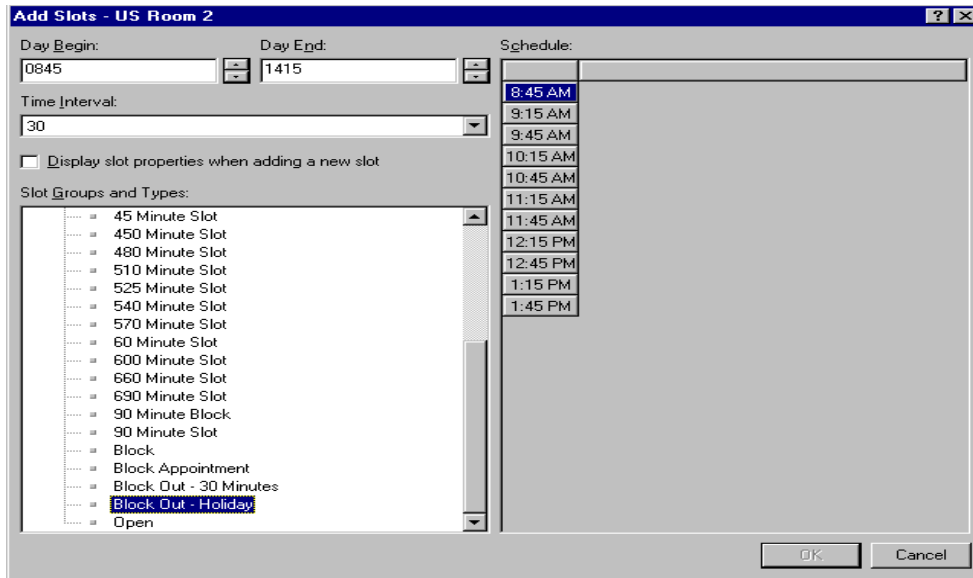 Add Slots - US Room 2
Day Begin:
Day End:
Schedule:
0845
1415
Time Interval:
30
Display slot properties when adding a new slot
Slot Groups and Types:
45 Minute Slot
450 Minute Slot
480 Minute Slot
510 Minute Slot
525 Minute Slot
540 Minute Slot
570 Minute Slot
60 Minute Slot
600 Minute Slot
660 Minute Slot
690 Minute Slot
90 Minute Block
90 Minute Slot
Block
Block Appointment
Block Out - 30 Minutes
Block Out - Holiday
Open
8:45 AM
9:15 AM
9:45 AM
10:15 AM
10:45 AM
11:15 AM
11:45 AM
12:15 PM
12:45 PM
1:15 PM
1:45 PM
OK
Cancel